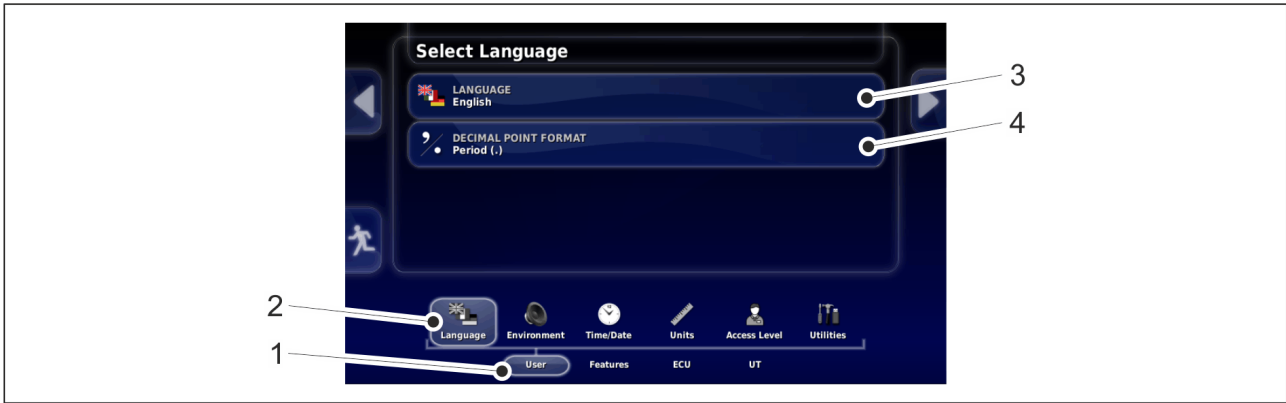 Select Language
LANGUAGE
English
DECIMAL POINT FORMAT
Period (.)
3
4
2
1
Language Environment Time/Date Units Access Level Utilities
User Features ECU UT